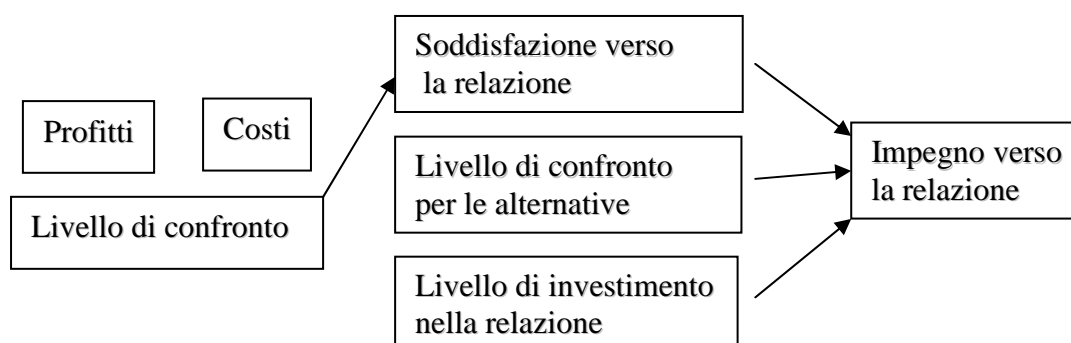 Profitti
Costi
Livello di confronto
Soddisfazione verso
la relazione
Livello di confronto
per le alternative
Livello di investimento
nella relazione
Impegno verso
la relazione